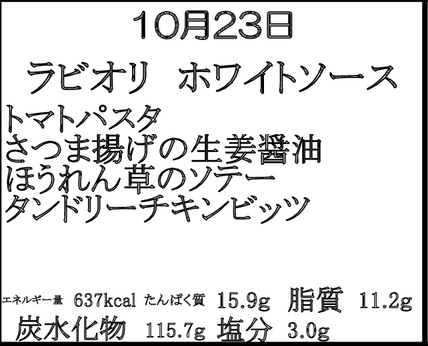 10月23日
ラビオリ　ホワイトソース
トマトパスタ
さつま揚げの生姜醤油
ほうれん草のソテー
タンドリーチキンビッツ
エネルギー量 637kcal たんぱく質 15.9g 脂質 11.2g
炭水化物 115.7g 塩分 3.0g